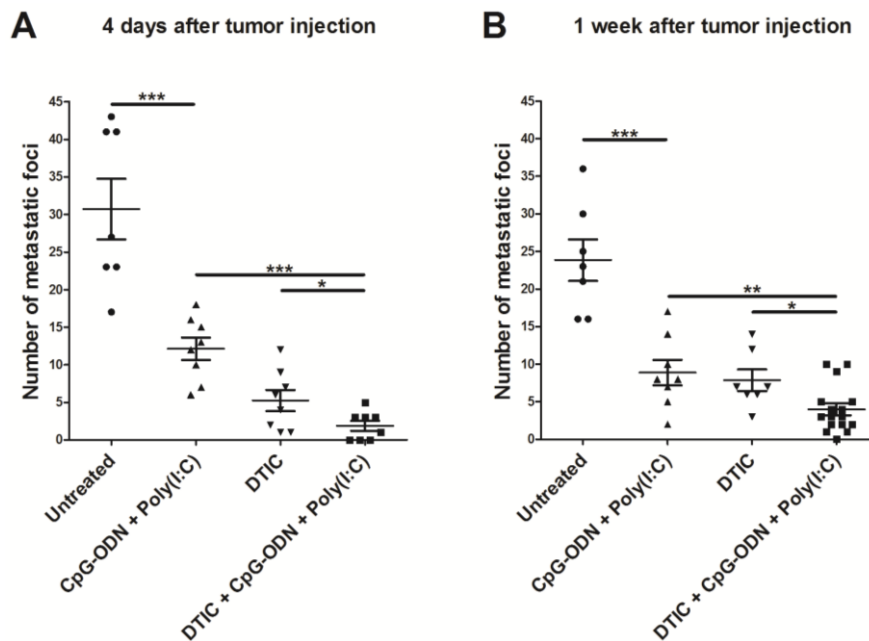 A 4 days after tumor injection
Number of metastatic foci
45
40
35
30
25
20
15
10
5
0
***
***
*
Untreated
CpG-ODN + Poly(I:C)
DTIC
DTIC + CpG-ODN + Poly(I:C)
B 1 week after tumor injection
Number of metastatic foci
45
40
35
30
25
20
15
10
5
0
***
**
*
Untreated
CpG-ODN + Poly(I:C)
DTIC
DTIC + CpG-ODN + Poly(I:C)